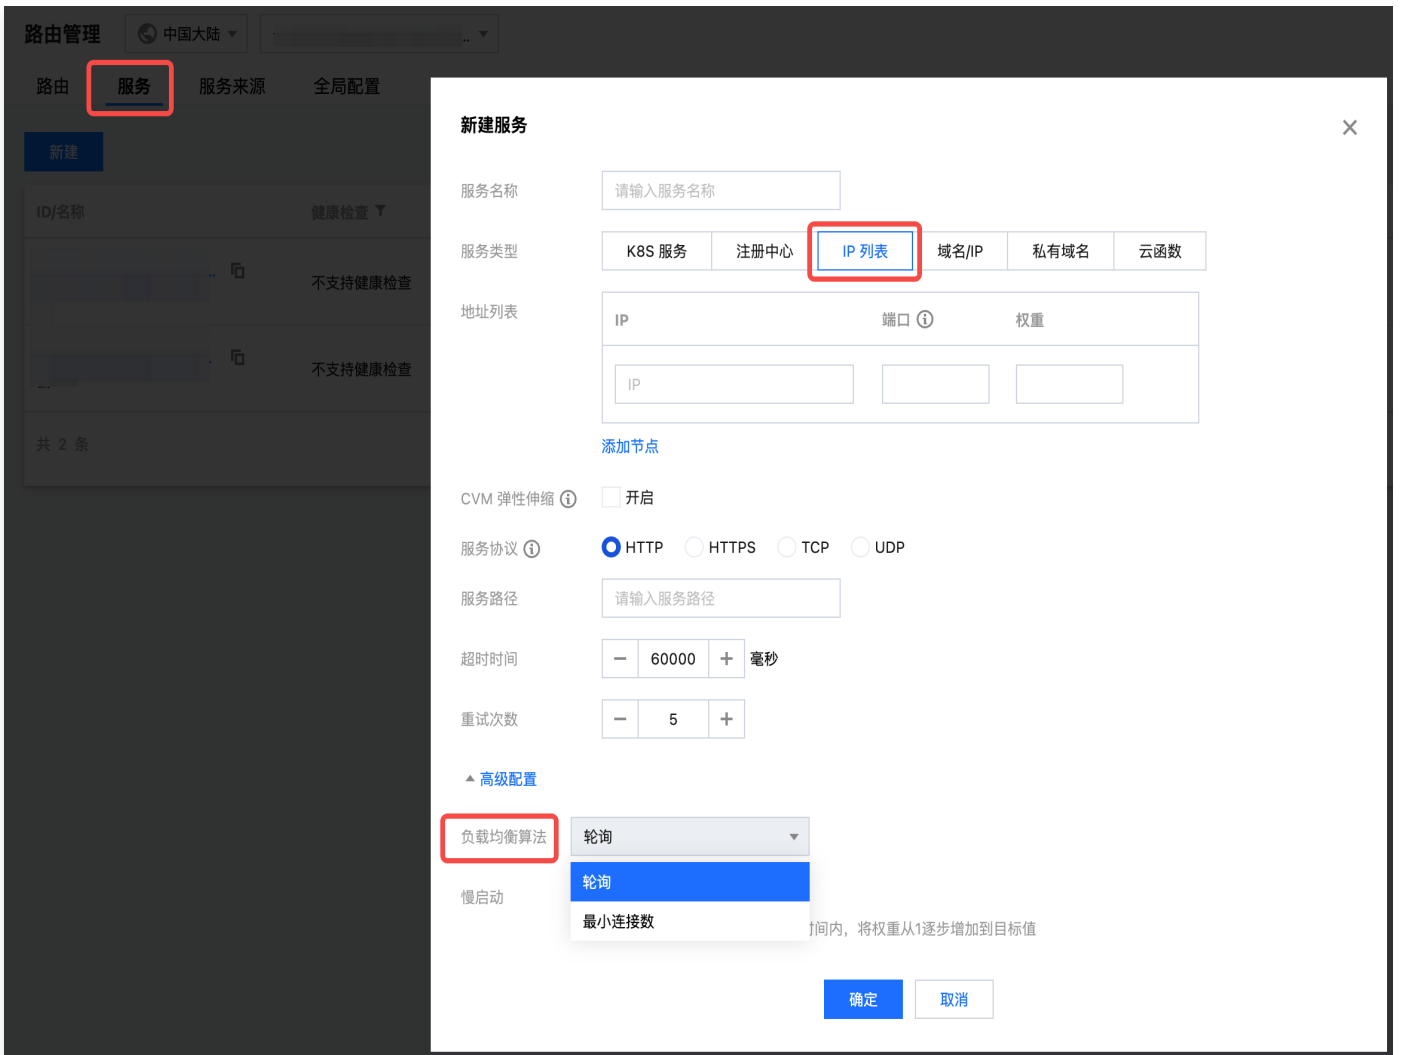 路由管理 中国大陆
路由 服务 服务来源 全局配置
新建
ID/名称 健康检查
不支持健康检查
不支持健康检查
共 2 条
新建服务
服务名称 请输入服务名称
服务类型 K8S 服务 注册中心 IP 列表 域名/IP 私有域名 云函数
地址列表 IP 端口 权重
IP
添加节点
CVM 弹性伸缩 开启
服务协议 HTTP HTTPS TCP UDP
服务路径 请输入服务路径
超时时间 － 60000 + 毫秒
重试次数 － 5 +
高级配置
负载均衡算法 轮询
轮询
慢启动
最小连接数
时间内，将权重从1逐步增加到目标值
确定 取消